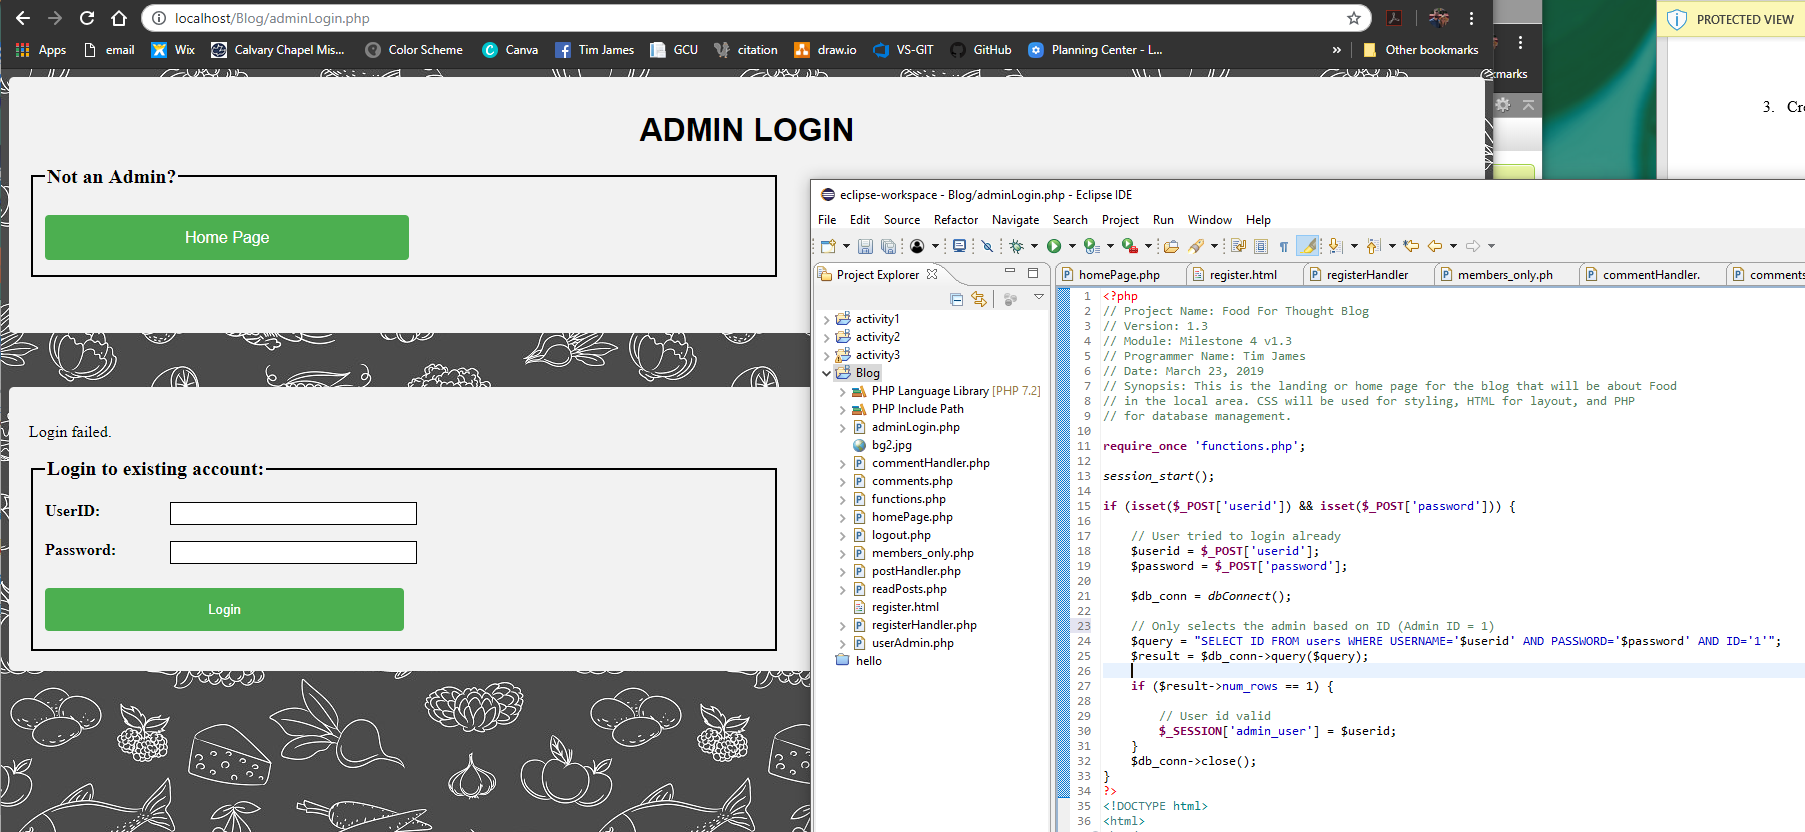 localhost/Blog/adminLogin.php
Apps email Wix Calvary Chapel Mis... Color Scheme Canva Tim James GCU citation draw.io VS-GIT GitHub Planning Center - L... » Other bookmarks
ADMIN LOGIN
Not an Admin?
Home Page
Login failed.
Login to existing account:
UserID:
Password:
Login
kmarks
PROTECTED VIEW
3. Cr
eclipse-workspace - Blog/adminLogin.php - Eclipse IDE
File Edit Source Refactor Navigate Search Project Run Window Help
Project Explorer
activity1
activity2
activity3
Blog
PHP Language Library [PHP 7.2]
PHP Include Path
adminLogin.php
bg2.jpg
commentHandler.php
comments.php
functions.php
homePage.php
logout.php
members_only.php
postHandler.php
readPosts.php
register.html
registerHandler.php
userAdmin.php
hello
homePage.php register.html registerHandler members_only.ph commentHandler. comments
1 <?php
2 // Project Name: Food For Thought Blog
3 // Version: 1.3
4 // Module: Milestone 4 v1.3
5 // Programmer Name: Tim James
6 // Date: March 23, 2019
7 // Synopsis: This is the landing or home page for the blog that will be about Food
8 // in the local area. CSS will be used for styling, HTML for layout, and PHP
9 // for database management.
10
11 require_once 'functions.php';
12
13 session_start();
14
15 if (isset($_POST['userid']) && isset($_POST['password'])) {
16
17 // User tried to login already
18 $userid = $_POST['userid'];
19 $password = $_POST['password'];
20
21 $db_conn = dbConnect();
22
23 // Only selects the admin based on ID (Admin ID = 1)
24 $query = "SELECT ID FROM users WHERE USERNAME='$userid' AND PASSWORD='$password' AND ID='1'";
25 $result = $db_conn->query($query);
26
27 if ($result->num_rows == 1) {
28
29 // User id valid
30 $_SESSION['admin_user'] = $userid;
31 }
32 $db_conn->close();
33 }
34 ?>
35 <!DOCTYPE html>
36 <html>